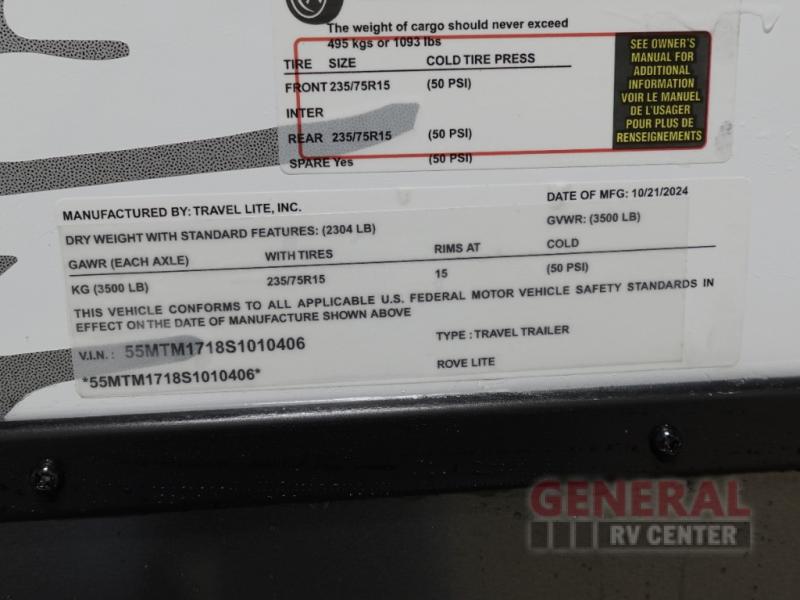 The weight of cargo should never exceed
495 kgs or 1093 lbs
TIRE SIZE COLD TIRE PRESS
FRONT 235/75R15 (50 PSI)
INTER
REAR 235/75R15 (50 PSI)
SPARE Yes (50 PSI)
SEE OWNER'S
MANUAL FOR
ADDITIONAL
INFORMATION
VOIR LE MANUEL
DE L'USAGER
POUR PLUS DE
RENSEIGNEMENTS
MANUFACTURED BY: TRAVEL LITE, INC. DATE OF MFG: 10/21/2024
DRY WEIGHT WITH STANDARD FEATURES: (2304 LB) GVWR: (3500 LB)
GAWR (EACH AXLE) WITH TIRES RIMS AT COLD
KG (3500 LB) 235/75R15 15 (50 PSI)
THIS VEHICLE CONFORMS TO ALL APPLICABLE U.S. FEDERAL MOTOR VEHICLE SAFETY STANDARDS IN
EFFECT ON THE DATE OF MANUFACTURE SHOWN ABOVE
V.I.N.: 55MTM1718S1010406 TYPE : TRAVEL TRAILER
*55MTM1718S1010406* ROVE LITE
GENERAL
RV CENTER